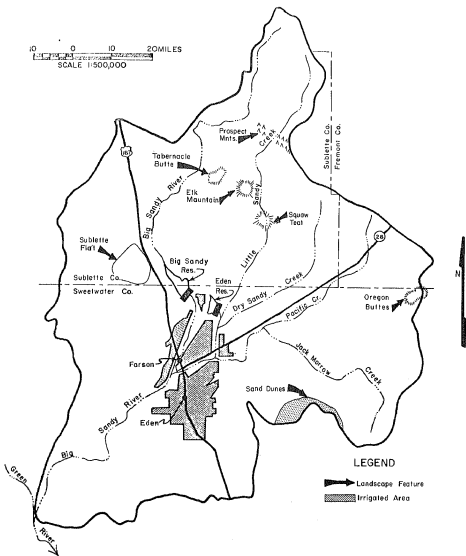 10 0 10 20 MILES
SCALE 1:500,000
Prospect
Mnts.
Creek
Sublette Co.
Fremont Co.
187
Tabernacle
Butte
Big Sandy River
Elk
Mountain
Sandy
Squaw
Teat
28
Sublette
Flat
Big Sandy
Res.
Little
N
Sublette Co.
Sweetwater Co.
Eden
Res.
Dry Sandy Creek
Oregon
Buttes
Pacific Cr.
Farson
Jack Morrow Creek
Sand Dunes
Big Sandy River
Eden
Green River
LEGEND
Landscape Feature
Irrigated Area